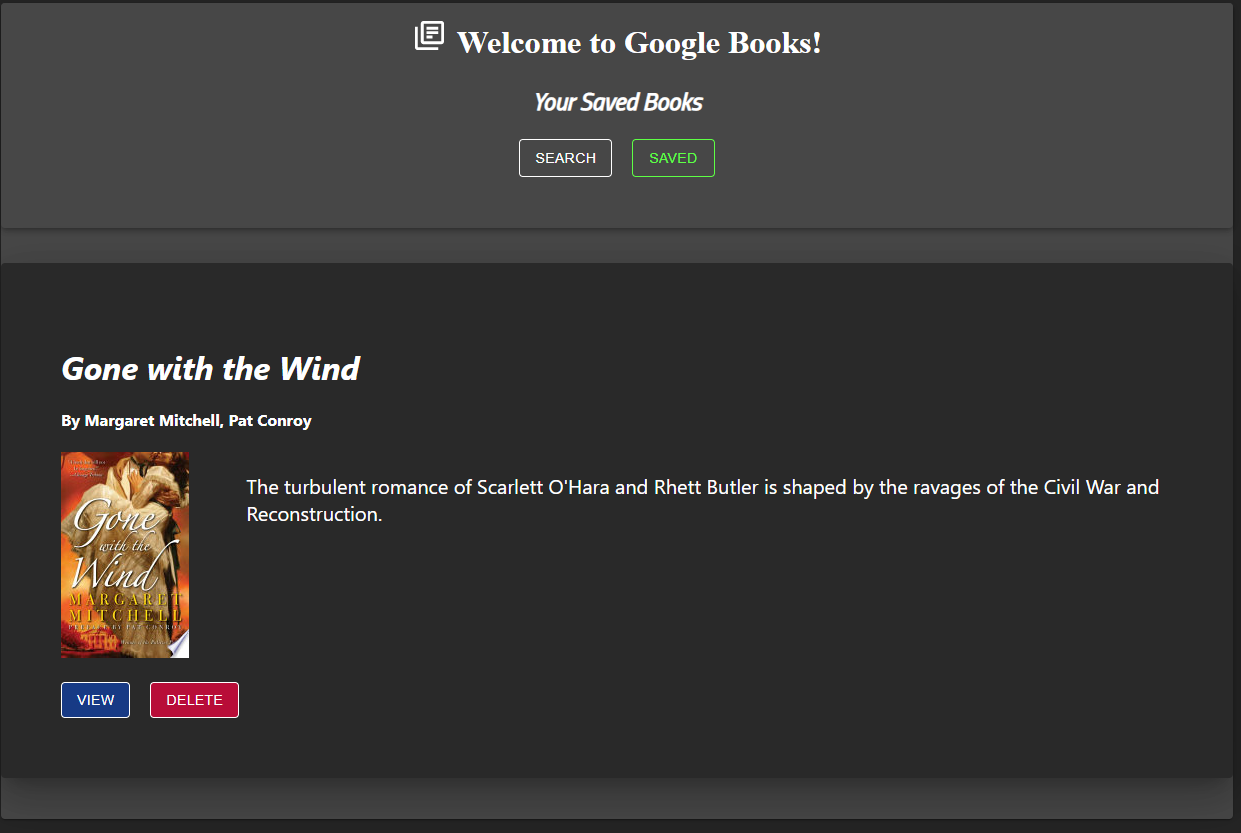 Welcome to Google Books!
Your Saved Books
SEARCH
SAVED
Gone with the Wind
By Margaret Mitchell, Pat Conroy
The turbulent romance of Scarlett O'Hara and Rhett Butler is shaped by the ravages of the Civil War and
Reconstruction.
Gone
with the
Wind
MARGARET
MITCHELL
PREFACE BY PAT CONROY
VIEW
DELETE